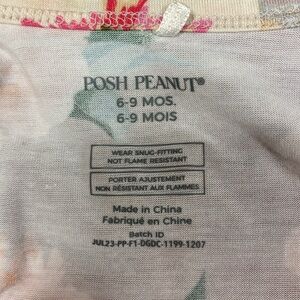 POSH PEANUT®
6-9 MOS.
6-9 MOIS
WEAR SNUG-FITTING
NOT FLAME RESISTANT
PORTER AJUSTEMENT
NON RÉSISTANT AUX FLAMMES
Made in China
Fabriqué en Chine
Batch ID
JUL23-PP-F1-DGDC-1199-1207